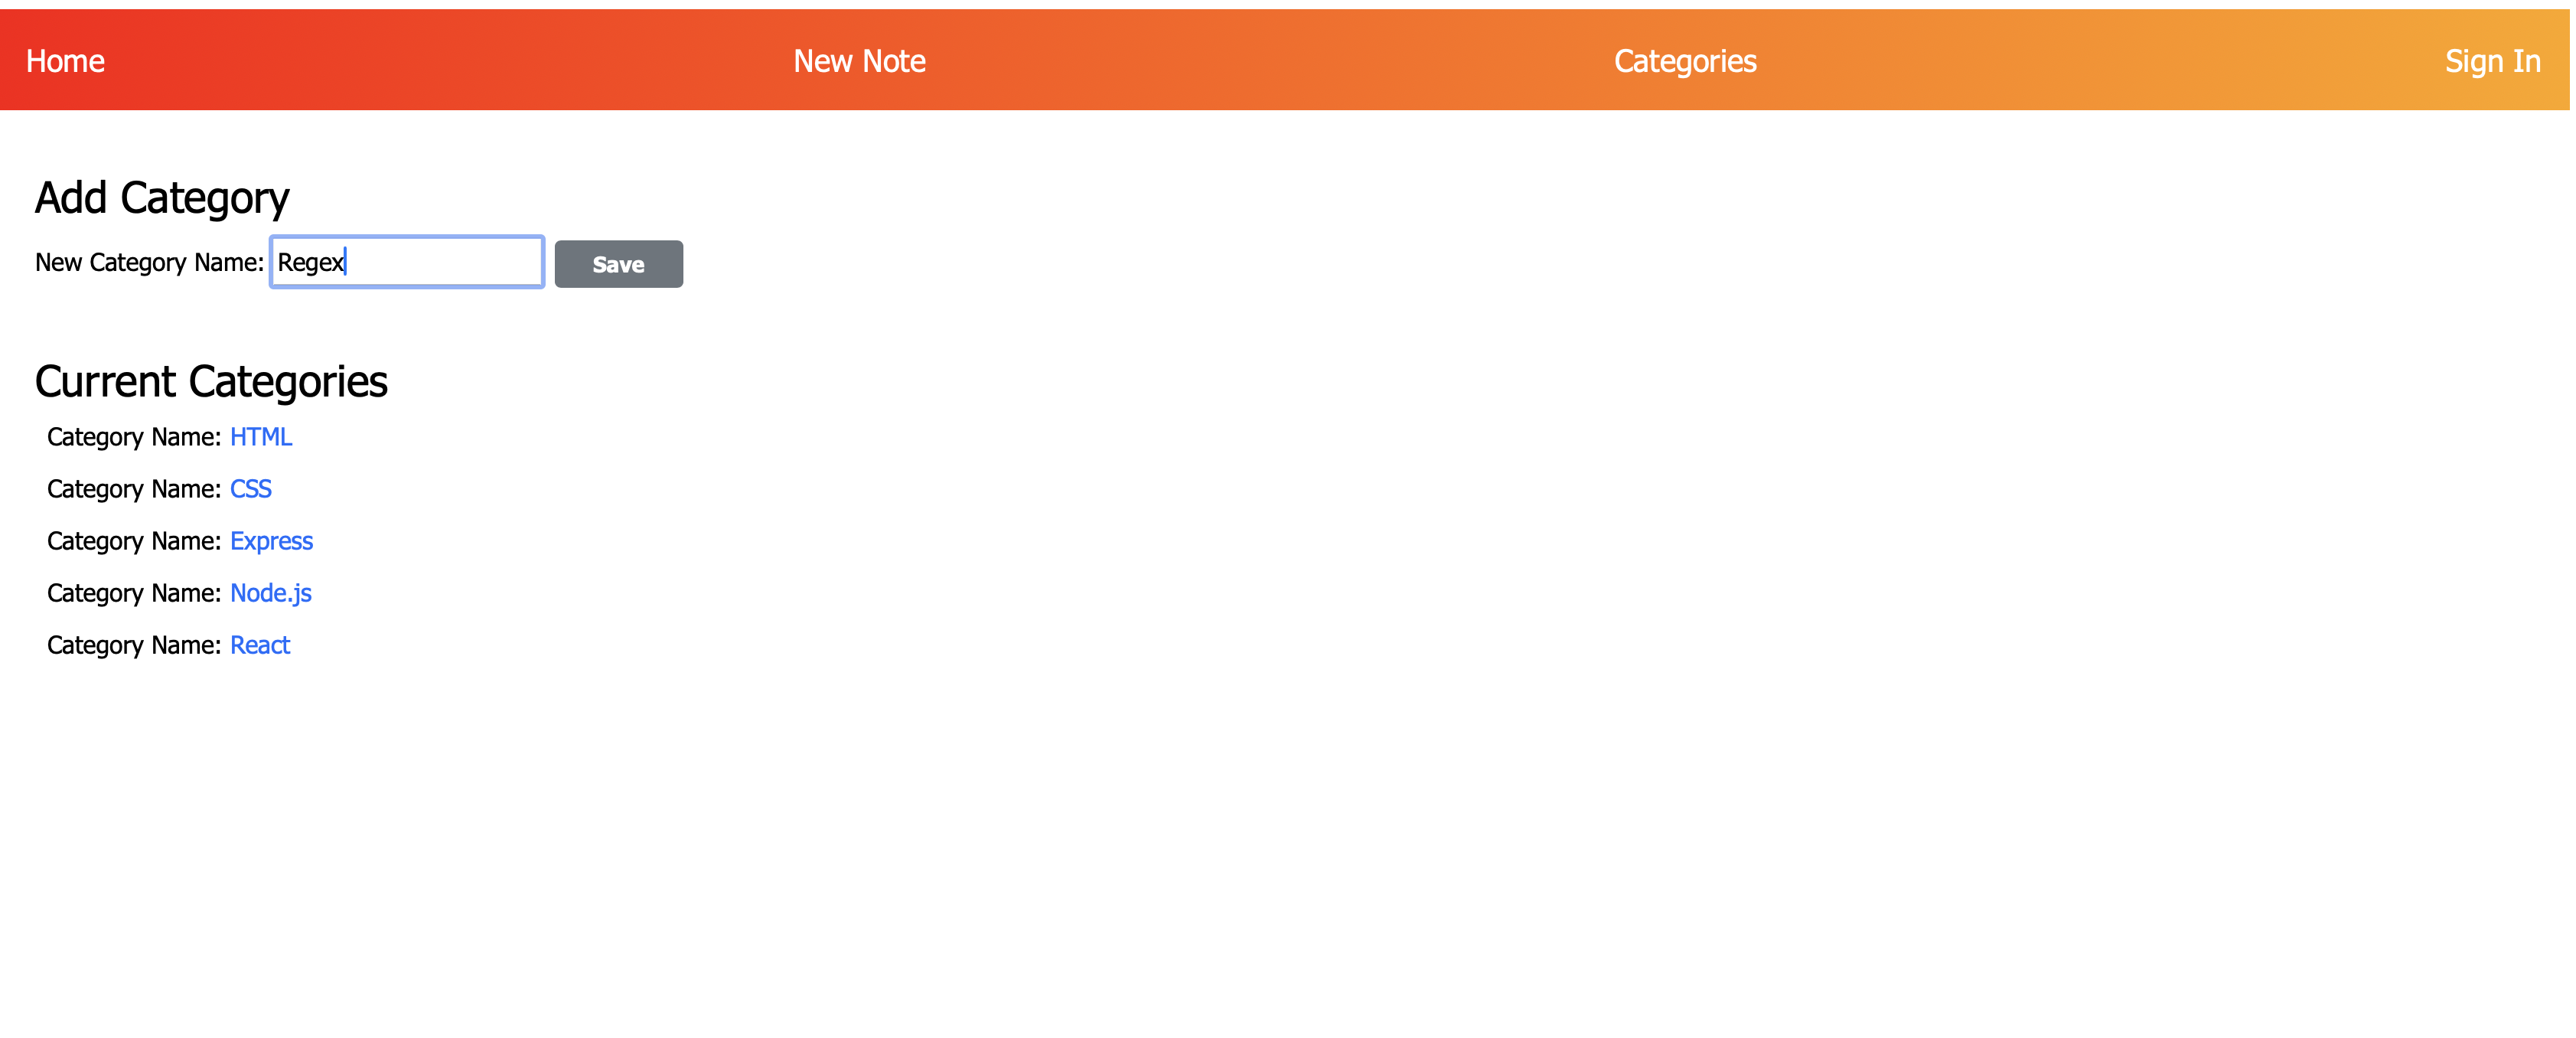 Home New Note Categories Sign In
Add Category
New Category Name: Regex Save
Current Categories
Category Name: HTML
Category Name: CSS
Category Name: Express
Category Name: Node.js
Category Name: React